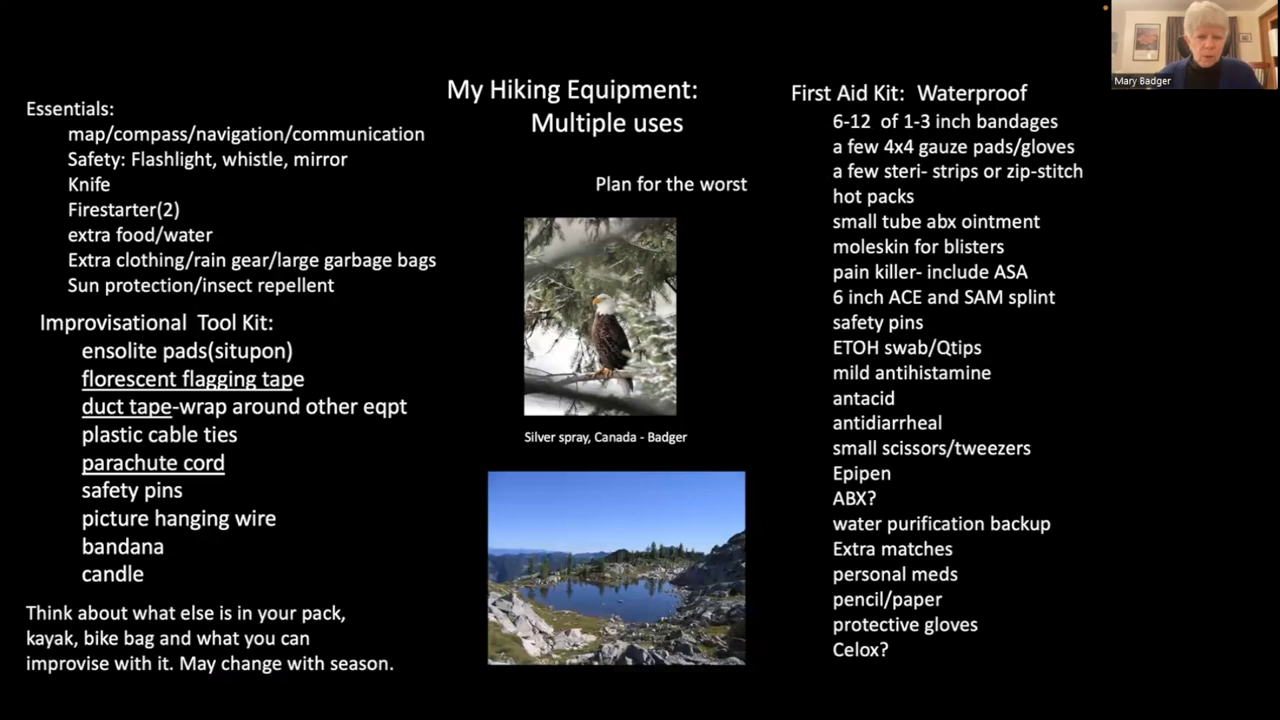 Mary Badger
My Hiking Equipment:
Multiple uses
Plan for the worst
Essentials:
map/compass/navigation/communication
Safety: Flashlight, whistle, mirror
Knife
Firestarter(2)
extra food/water
Extra clothing/rain gear/large garbage bags
Sun protection/insect repellent
Improvisational Tool Kit:
ensolite pads(situpon)
florescent flagging tape
duct tape-wrap around other eqpt
plastic cable ties
parachute cord
safety pins
picture hanging wire
bandana
candle
Think about what else is in your pack,
kayak, bike bag and what you can
improvise with it. May change with season.
Silver spray, Canada - Badger
First Aid Kit: Waterproof
6-12 of 1-3 inch bandages
a few 4x4 gauze pads/gloves
a few steri- strips or zip-stitch
hot packs
small tube abx ointment
moleskin for blisters
pain killer- include ASA
6 inch ACE and SAM splint
safety pins
ETOH swab/Qtips
mild antihistamine
antacid
antidiarrheal
small scissors/tweezers
Epipen
ABX?
water purification backup
Extra matches
personal meds
pencil/paper
protective gloves
Celox?